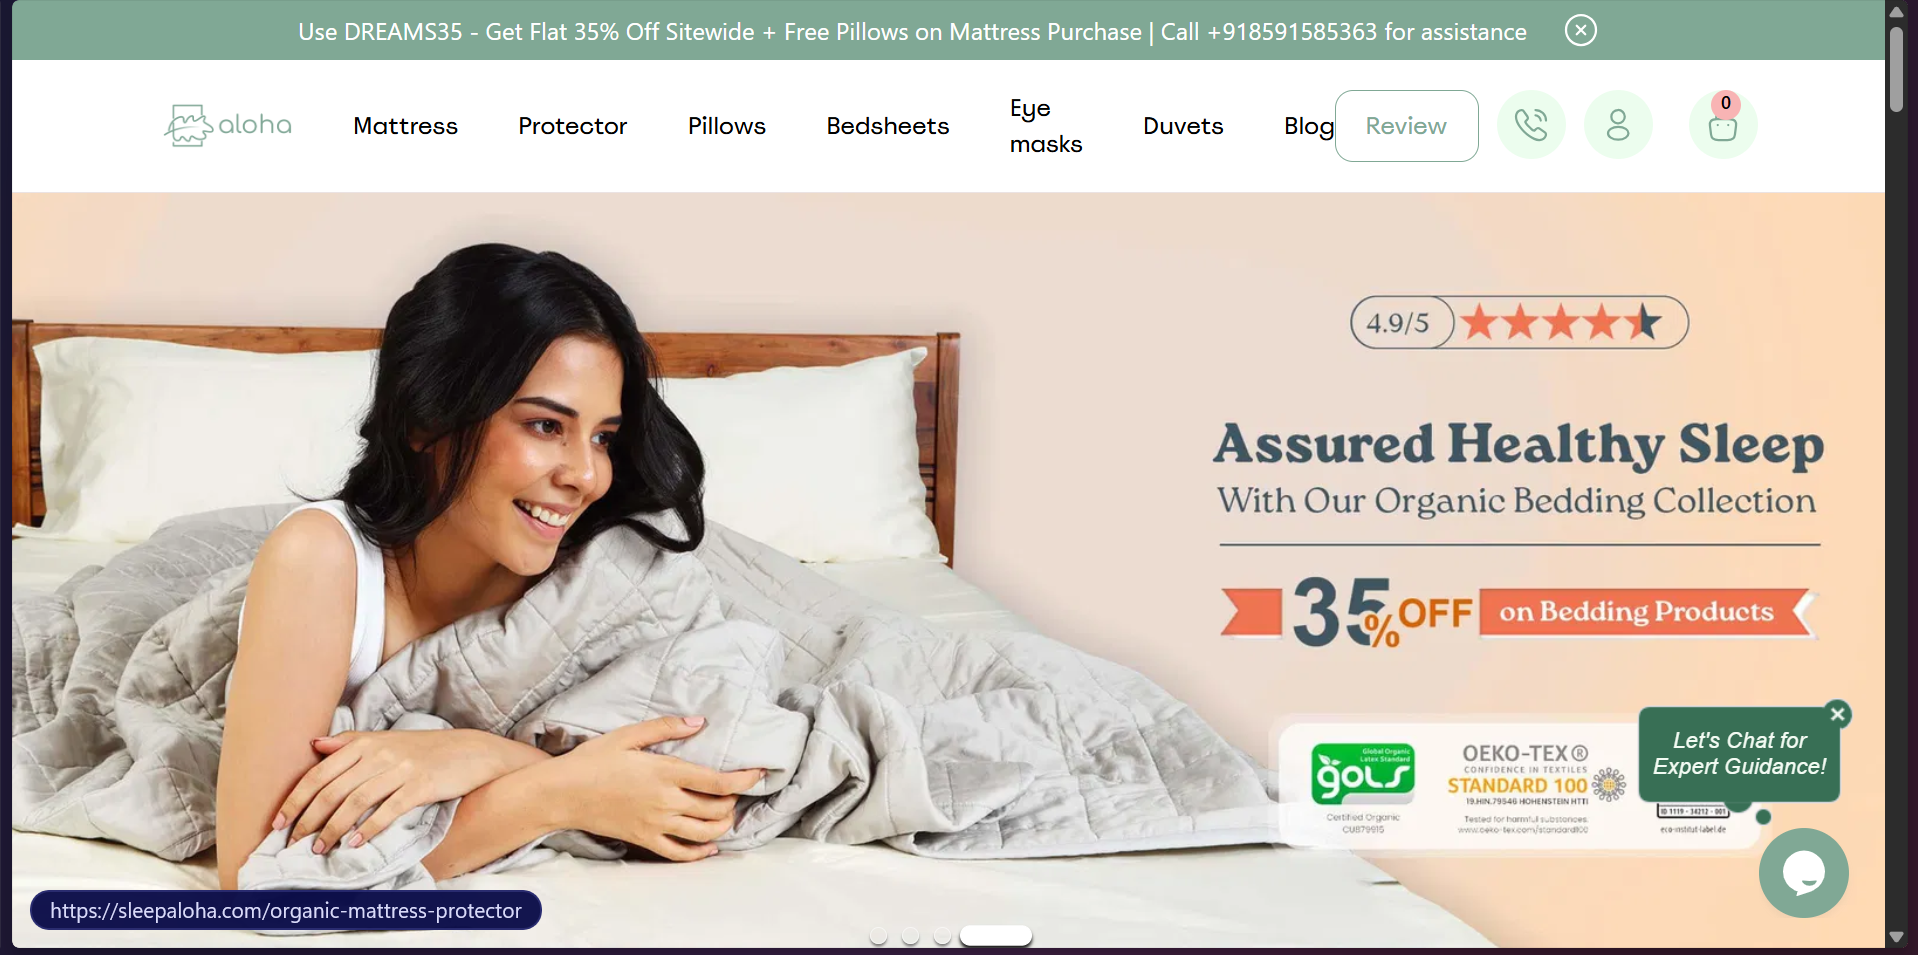 Use DREAMS35 - Get Flat 35% Off Sitewide + Free Pillows on Mattress Purchase | Call +918591585363 for assistance
aloha
Mattress
Protector
Pillows
Bedsheets
Eye
masks
Duvets
Blog
Review
0
4.9/5
Assured Healthy Sleep
With Our Organic Bedding Collection
35% OFF on Bedding Products
Global Organic
Latex Standard
gols
Certified Organic
CU879915
OEKO-TEX®
CONFIDENCE IN TEXTILES
STANDARD 100
19.HIN.79546 HOHENSTEIN HTTI
Tested for harmful substances.
www.oeko-tex.com/standard100
ID 1119 - 34212 - 001
eco-institut-label.de
Let's Chat for
Expert Guidance!
https://sleepaloha.com/organic-mattress-protector